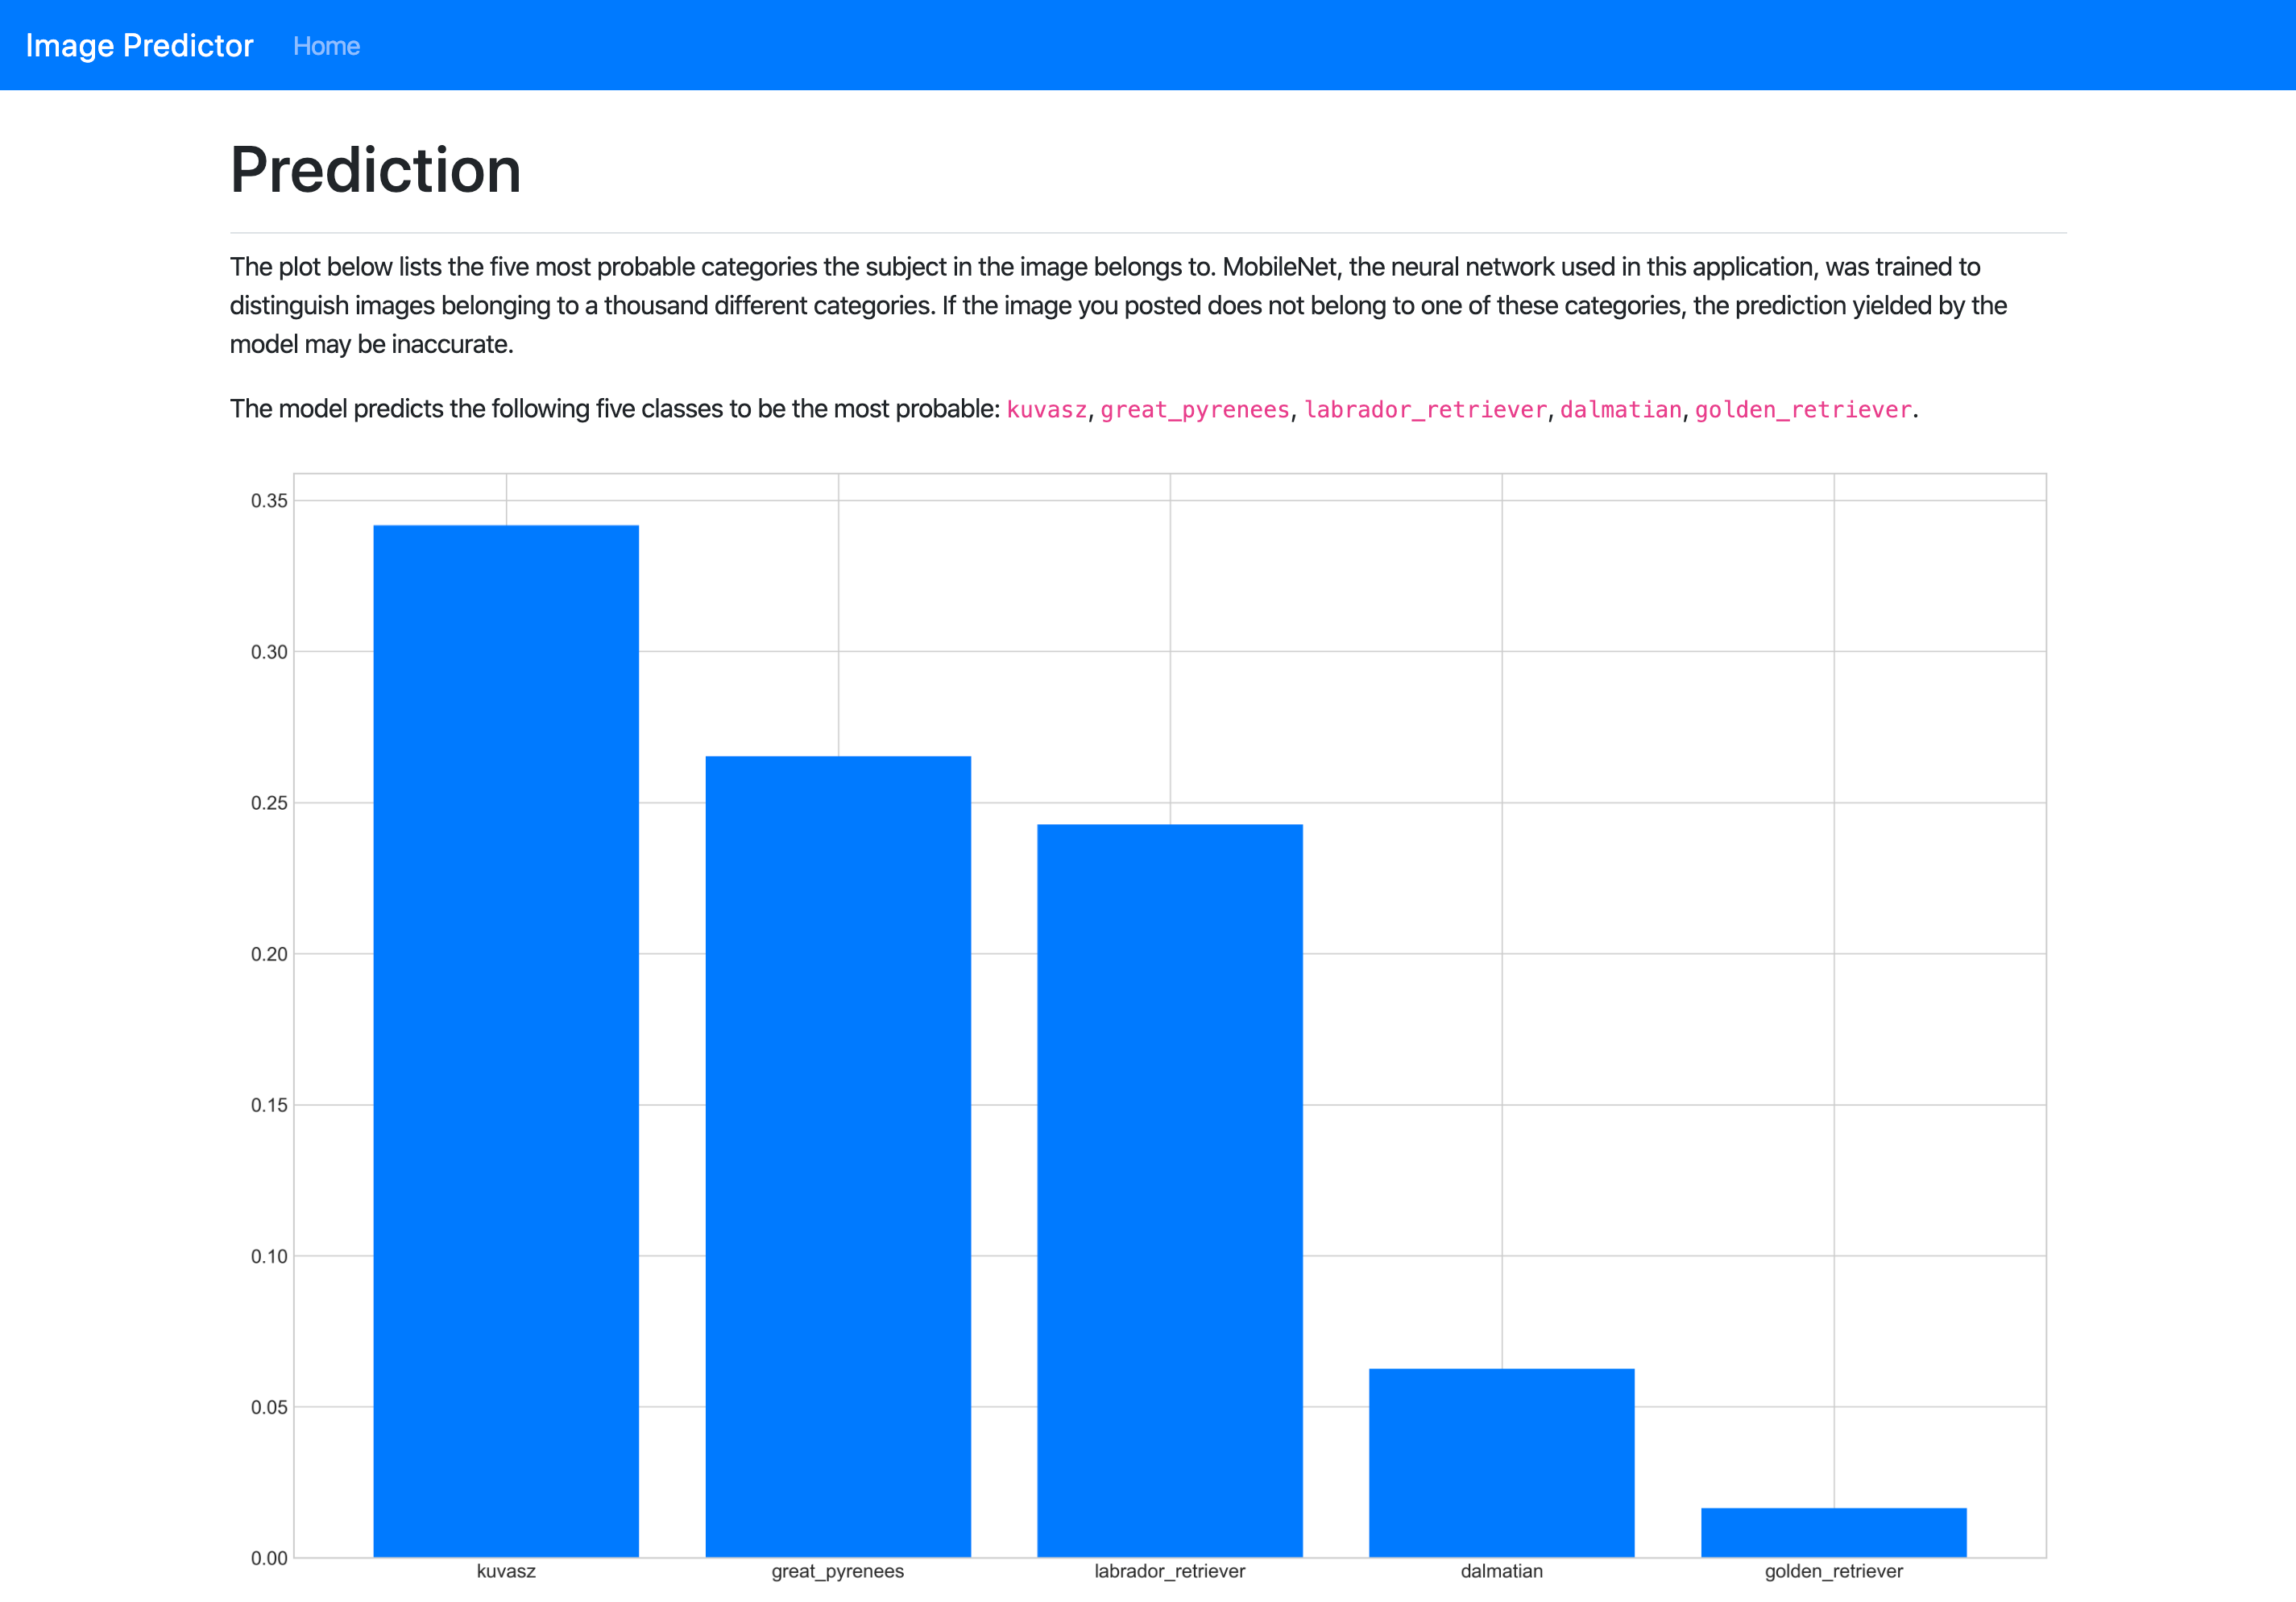 Image Predictor Home
Prediction
The plot below lists the five most probable categories the subject in the image belongs to. MobileNet, the neural network used in this application, was trained to
distinguish images belonging to a thousand different categories. If the image you posted does not belong to one of these categories, the prediction yielded by the
model may be inaccurate.
The model predicts the following five classes to be the most probable: kuvasz, great_pyrenees, labrador_retriever, dalmatian, golden_retriever.
0.35
0.30
0.25
0.20
0.15
0.10
0.05
0.00
kuvasz great_pyrenees labrador_retriever dalmatian golden_retriever